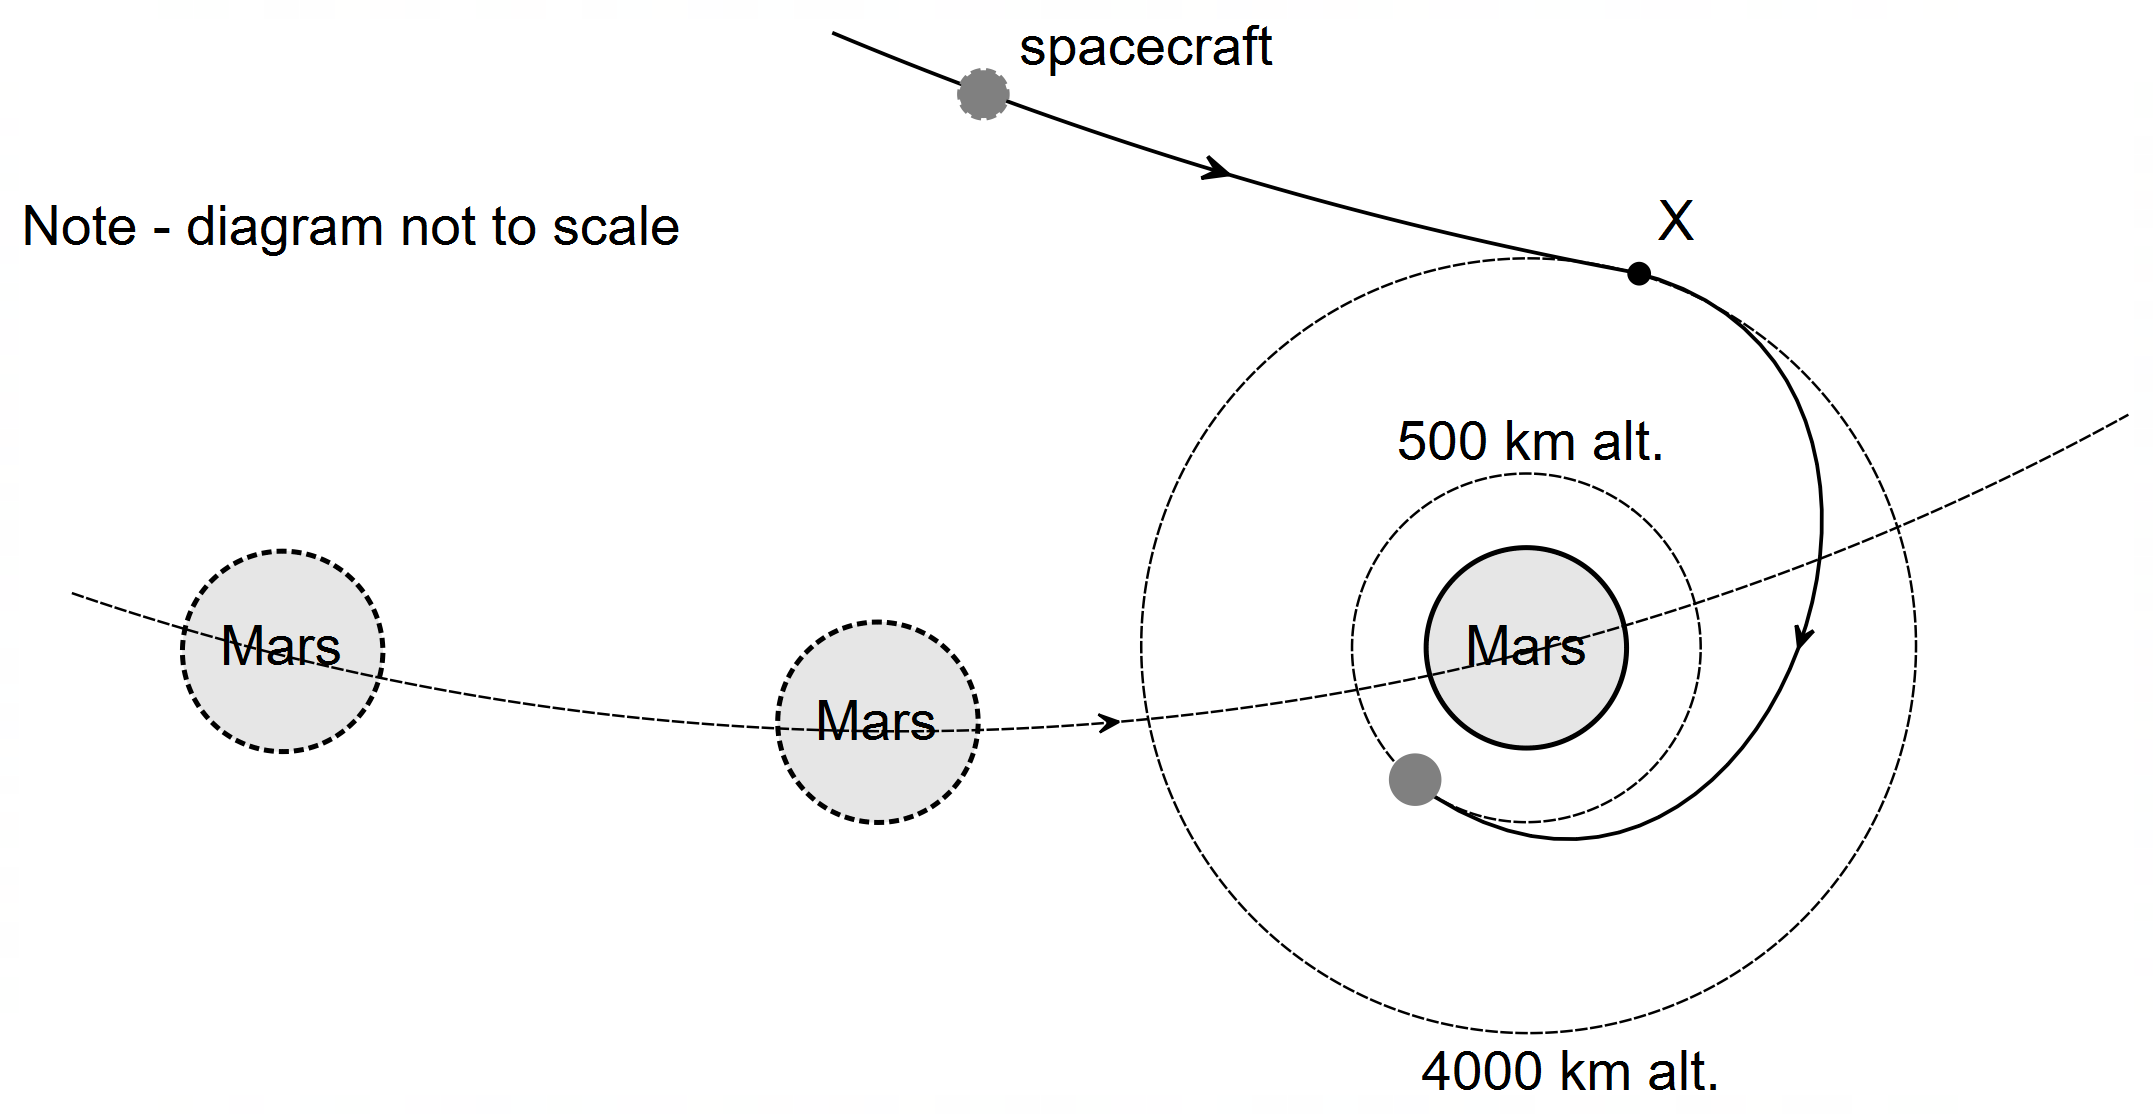 spacecraft
X
Note - diagram not to scale
500 km alt.
Mars
Mars
Mars
4000 km alt.